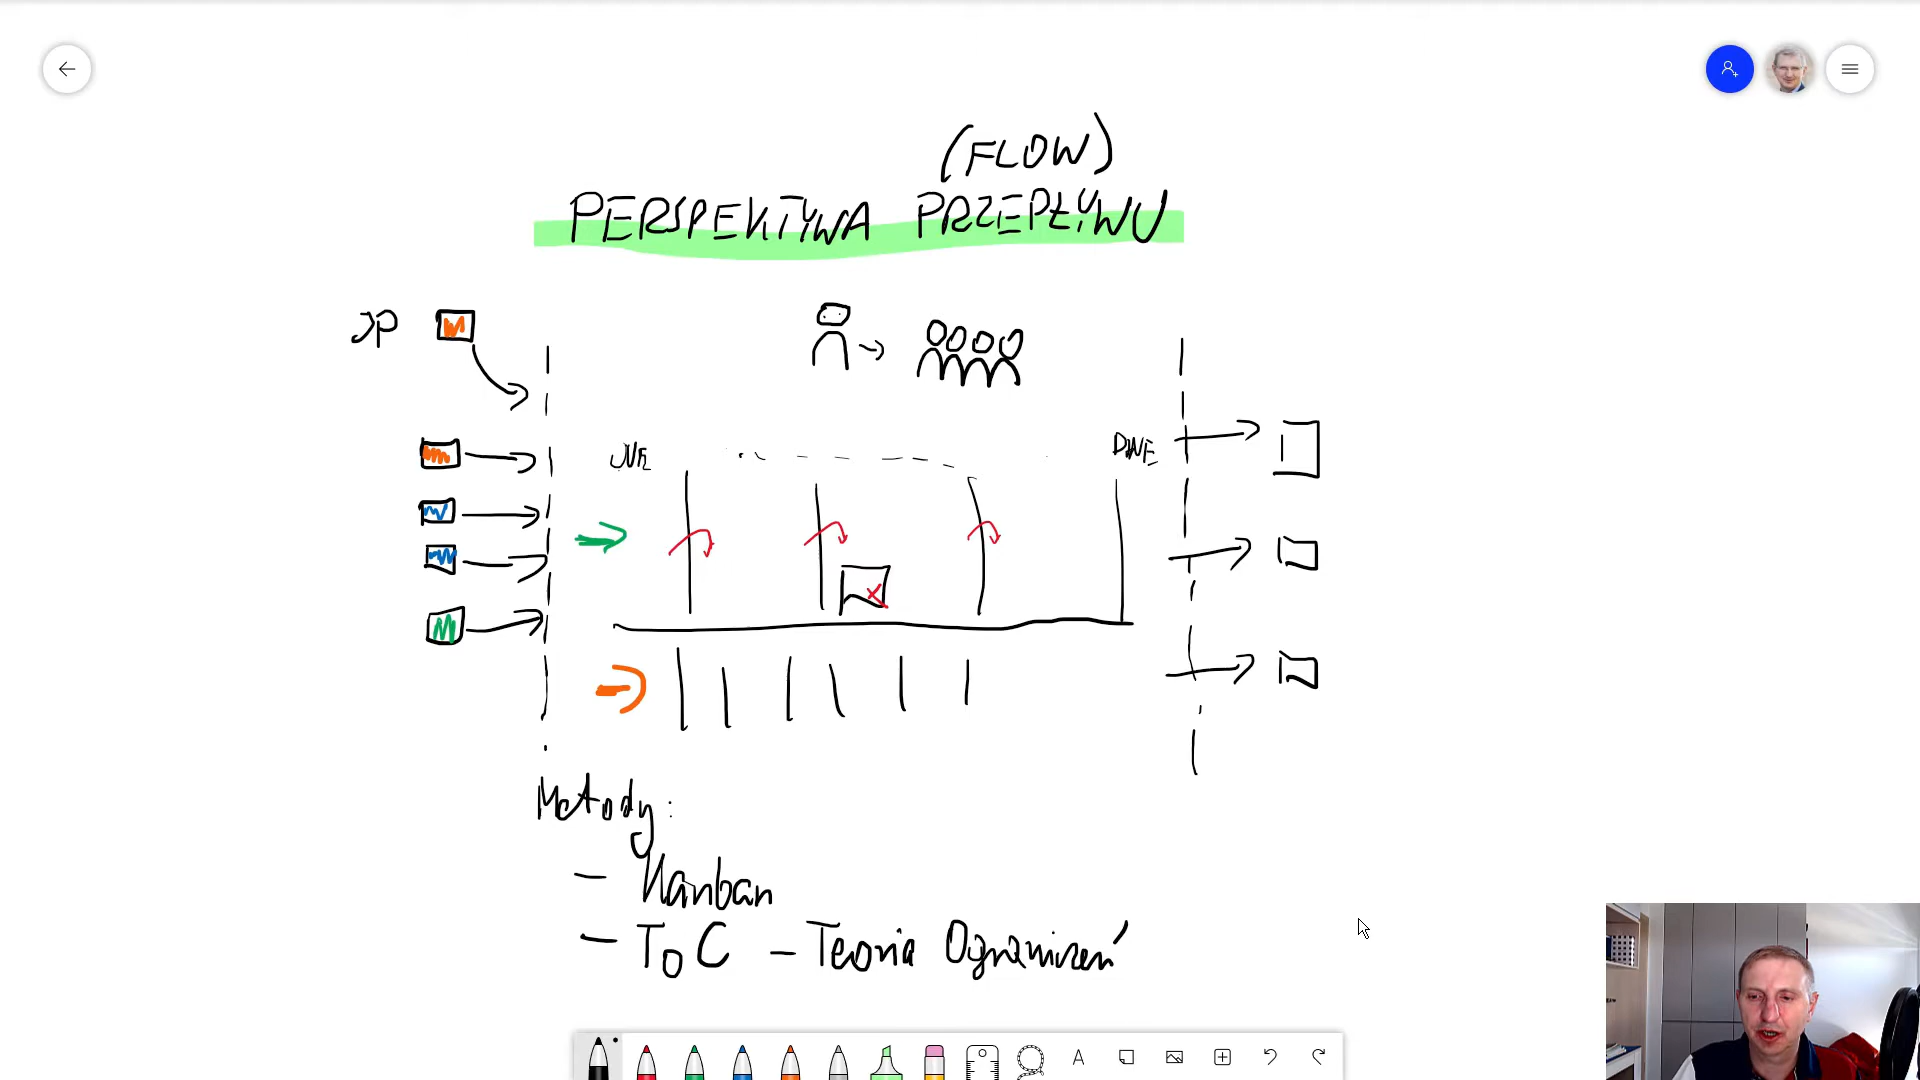 (FLOW)
PERSPEKTYWA PRZEPŁYWU
JP
DONE
Metody:
- Kanban
- ToC - Teoria Ograniczeń
A